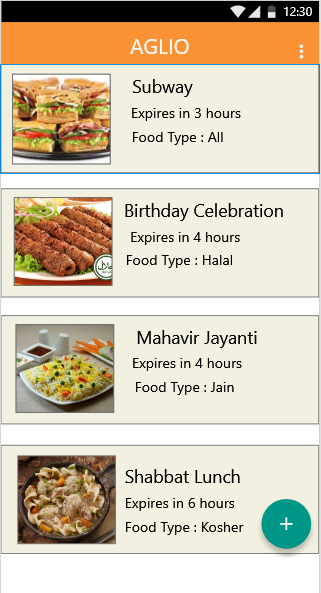 12:30
AGLIO
Subway
Expires in 3 hours
Food Type : All
Birthday Celebration
Expires in 4 hours
Food Type : Halal
Mahavir Jayanti
Expires in 4 hours
Food Type : Jain
Shabbat Lunch
Expires in 6 hours
Food Type : Kosher